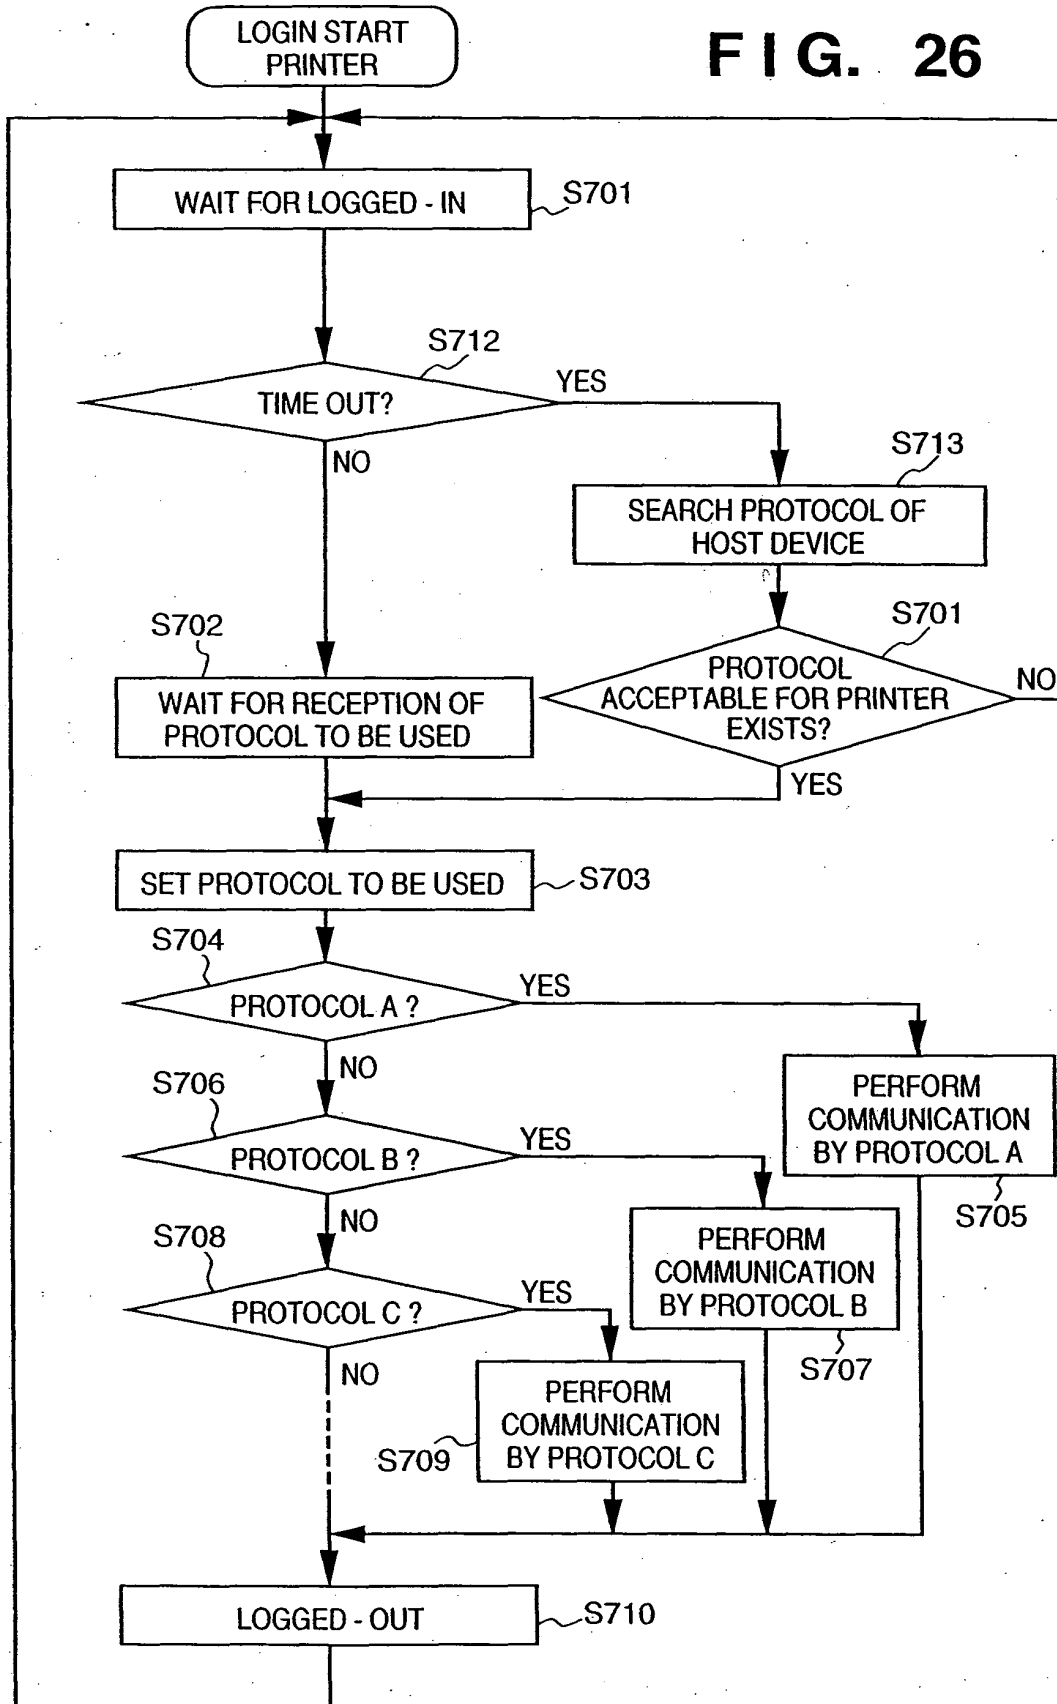 LOGIN START
PRINTER
FIG. 26
WAIT FOR LOGGED - IN
S701
S712
TIME OUT?
YES
NO
S713
SEARCH PROTOCOL OF
HOST DEVICE
S702
WAIT FOR RECEPTION OF
PROTOCOL TO BE USED
S701
PROTOCOL
ACCEPTABLE FOR PRINTER
EXISTS?
NO
YES
SET PROTOCOL TO BE USED
S703
S704
PROTOCOL A ?
YES
NO
PERFORM
COMMUNICATION
BY PROTOCOL A
S705
S706
PROTOCOL B ?
YES
NO
PERFORM
COMMUNICATION
BY PROTOCOL B
S707
S708
PROTOCOL C ?
YES
NO
PERFORM
COMMUNICATION
BY PROTOCOL C
S709
LOGGED - OUT
S710